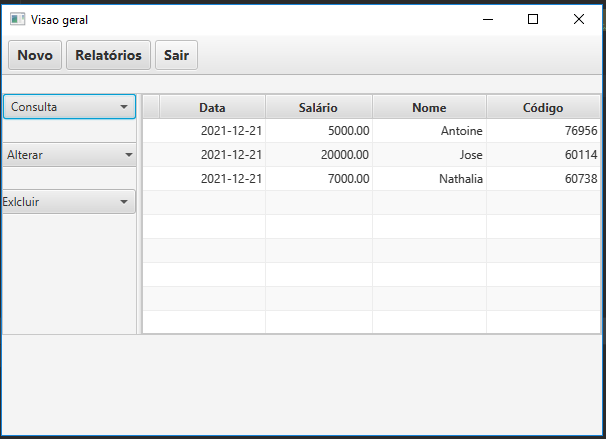 Visao geral
Novo Relatórios Sair
Consulta
Alterar
Exlcluir
Data Salário Nome Código
2021-12-21 5000.00 Antoine 76956
2021-12-21 20000.00 Jose 60114
2021-12-21 7000.00 Nathalia 60738